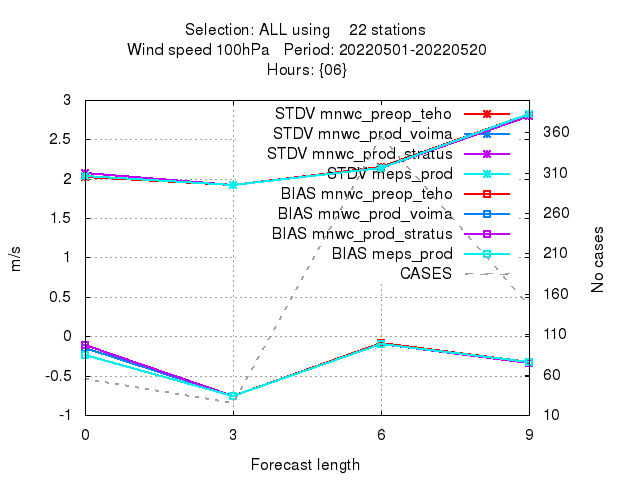 Selection: ALL using 22 stations
Wind speed 100hPa Period: 20220501-20220520
Hours: {06}
3
2.5
2
1.5
1
0.5
0
-0.5
-1
m/s
STDV mnwc_preop_teho
STDV mnwc_prod_voima
STDV mnwc_prod_stratus
STDV meps_prod
BIAS mnwc_preop_teho
BIAS mnwc_prod_voima
BIAS mnwc_prod_stratus
BIAS meps_prod
CASES
360
310
260
210
160
110
60
10
No cases
0 3 6 9
Forecast length